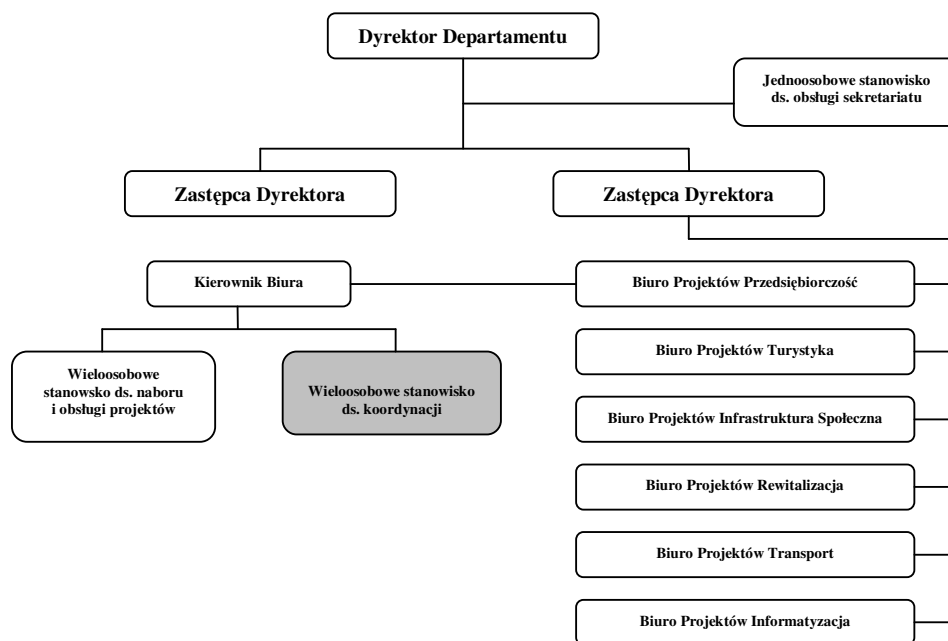 Dyrektor Departamentu
Jednoosobowe stanowisko
ds. obsługi sekretariatu
Zastępca Dyrektora
Zastępca Dyrektora
Kierownik Biura
Biuro Projektów Przedsiębiorczość
Wieloosobowe
stanowsko ds. naboru
i obsługi projektów
Wieloosobowe stanowisko
ds. koordynacji
Biuro Projektów Turystyka
Biuro Projektów Infrastruktura Społeczna
Biuro Projektów Rewitalizacja
Biuro Projektów Transport
Biuro Projektów Informatyzacja